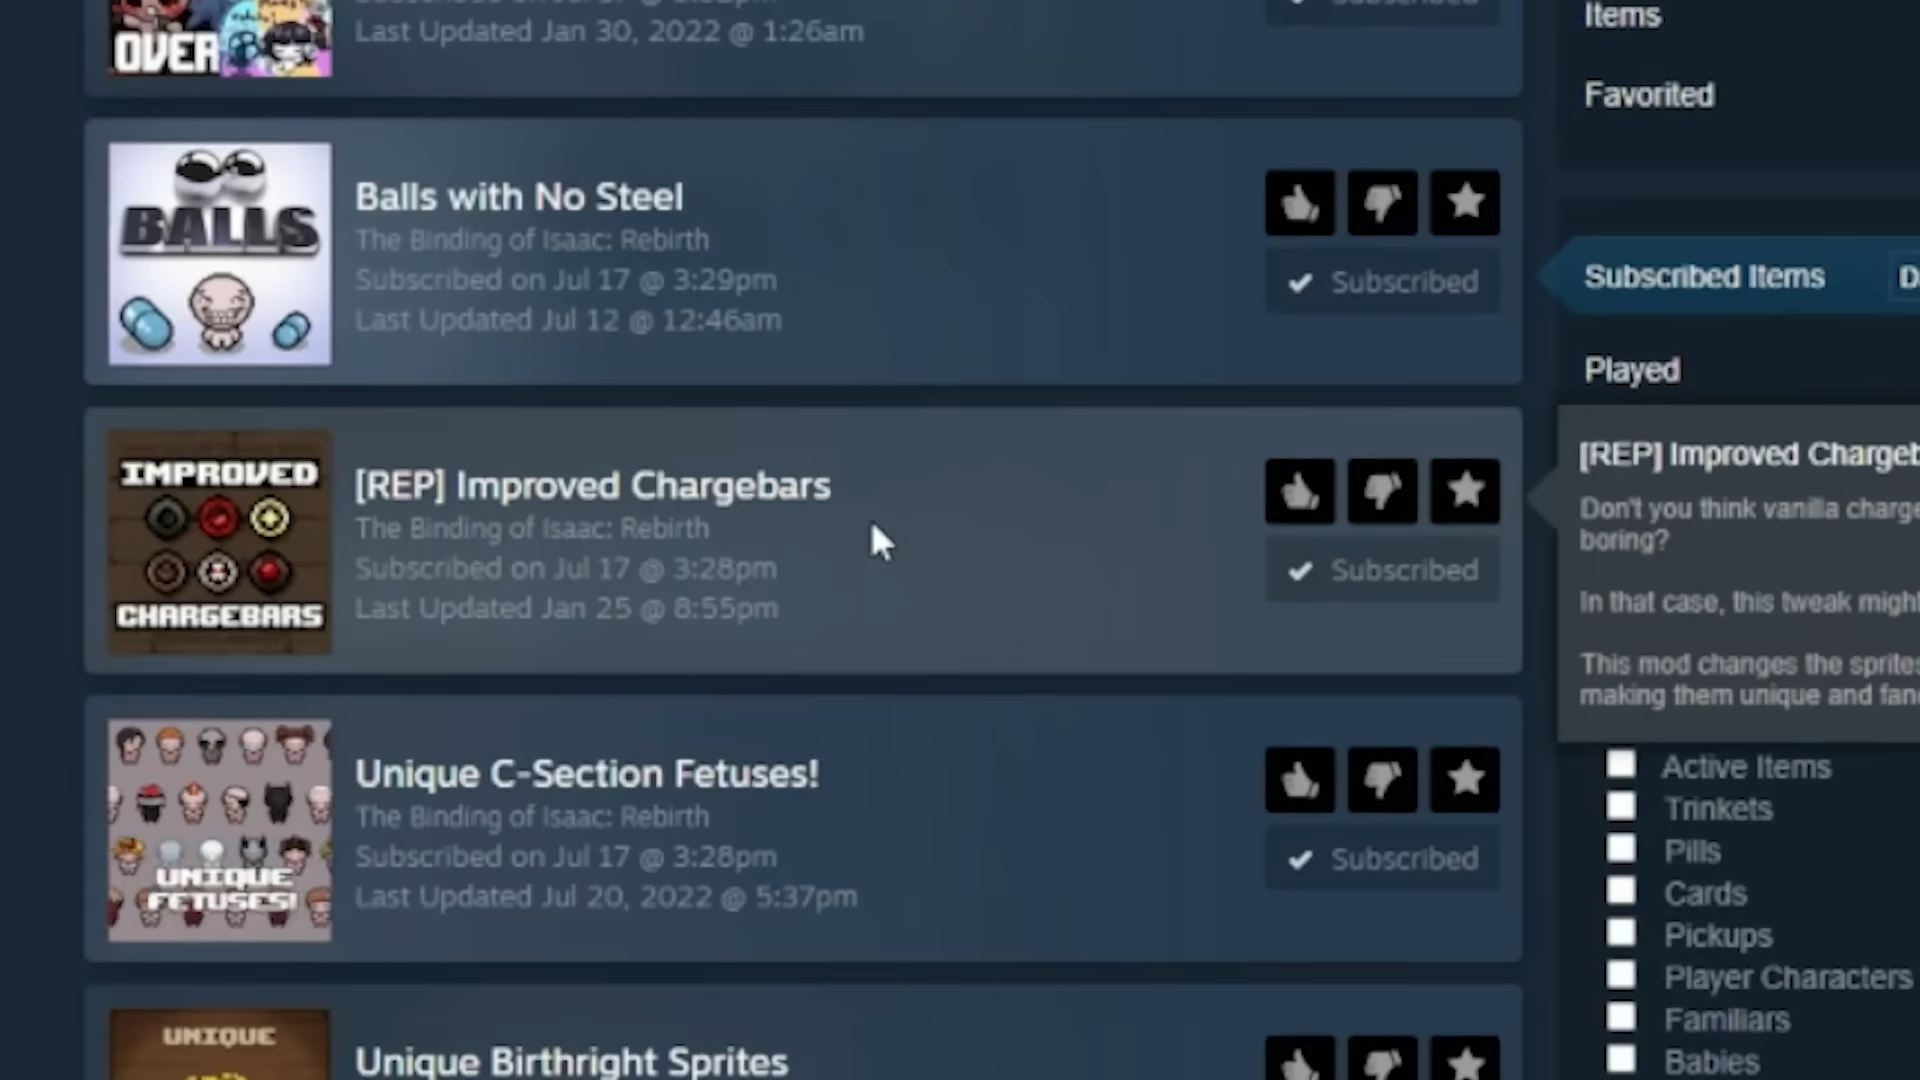 Last Updated Jan 30, 2022 @ 1:26am
OVER
Subscribed
Balls with No Steel
The Binding of Isaac: Rebirth
Subscribed on Jul 17 @ 3:29pm
Last Updated Jul 12 @ 12:46am
Subscribed
BALLS
[REP] Improved Chargebars
The Binding of Isaac: Rebirth
Subscribed on Jul 17 @ 3:28pm
Last Updated Jan 25 @ 8:55pm
Subscribed
IMPROVED
CHARGEBARS
Unique C-Section Fetuses!
The Binding of Isaac: Rebirth
Subscribed on Jul 17 @ 3:28pm
Last Updated Jul 20, 2022 @ 5:37pm
Subscribed
UNIQUE
FETUSES!
Unique Birthright Sprites
UNIQUE
Items
Favorited
Subscribed Items
Played
[REP] Improved Chargeb
Don't you think vanilla charge
boring?
In that case, this tweak might
This mod changes the sprites
making them unique and fan
Active Items
Trinkets
Pills
Cards
Pickups
Player Characters
Familiars
Babies